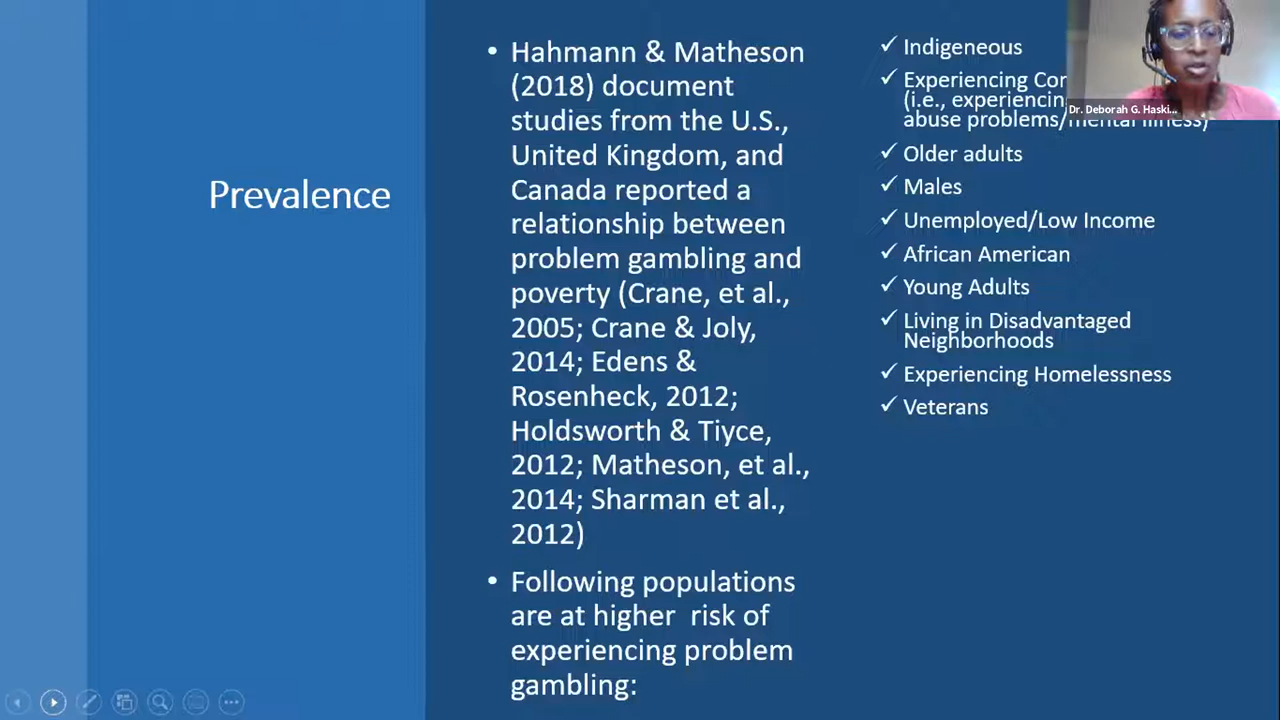 Prevalence
• Hahmann & Matheson
(2018) document
studies from the U.S.,
United Kingdom, and
Canada reported a
relationship between
problem gambling and
poverty (Crane, et al.,
2005; Crane & Joly,
2014; Edens &
Rosenheck, 2012;
Holdsworth & Tiyce,
2012; Matheson, et al.,
2014; Sharman et al.,
2012)
• Following populations
are at higher risk of
experiencing problem
gambling:
✓ Indigeneous
✓ Experiencing
(i.e.,
abuse problems/mental illness)
✓ Older adults
✓ Males
✓ Unemployed/Low Income
✓ African American
✓ Young Adults
✓ Living in Disadvantaged
Neighborhoods
✓ Experiencing Homelessness
✓ Veterans
Dr. Deborah G. Haski...